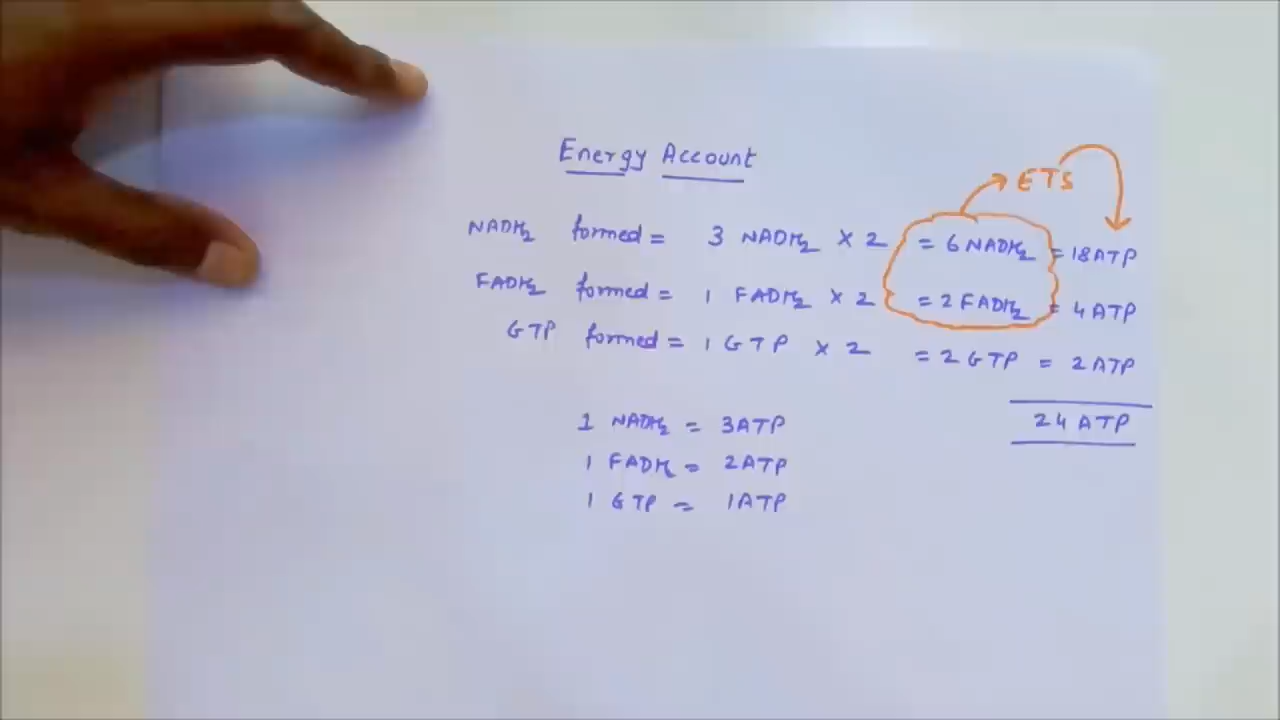 Energy Account
ETS
NADH₂ formed = 3 NADH₂ × 2 = 6 NADH₂ = 18 ATP
FADH₂ formed = 1 FADH₂ × 2 = 2 FADH₂ = 4 ATP
GTP formed = 1 GTP × 2 = 2 GTP = 2 ATP
24 ATP
1 NADH₂ = 3 ATP
1 FADH₂ = 2 ATP
1 GTP = 1 ATP